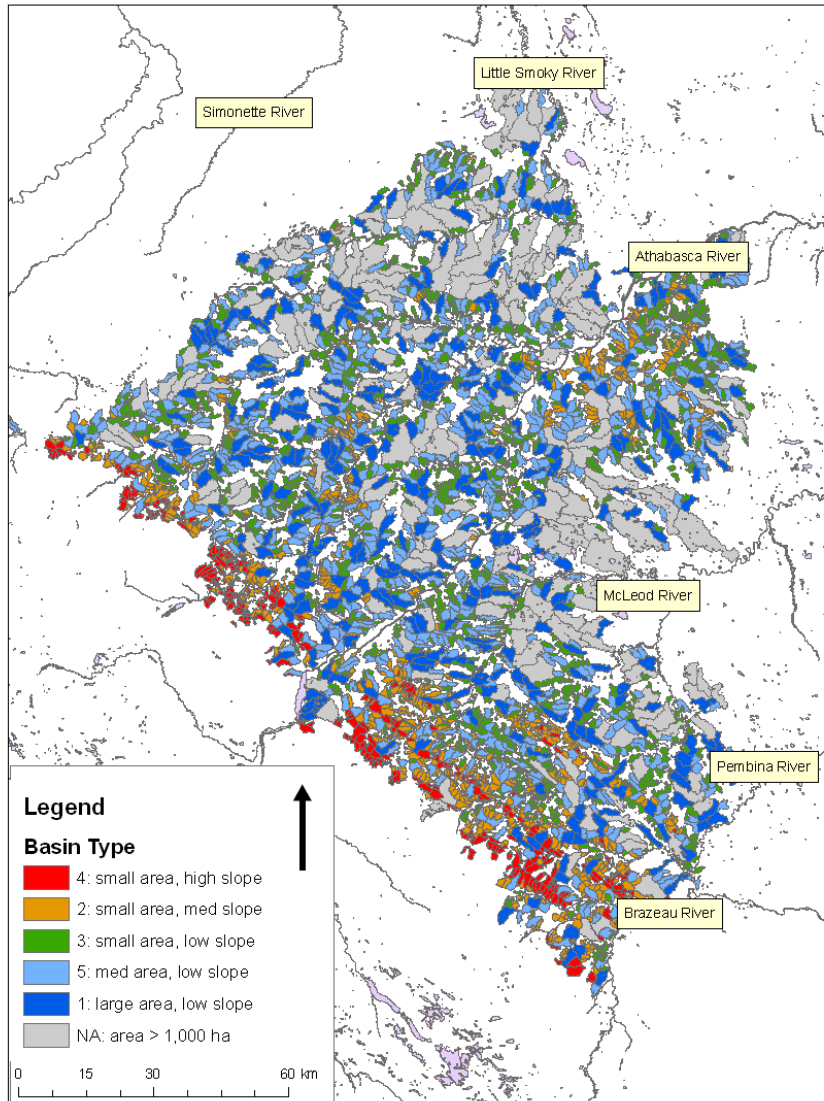 Little Smoky River
Simonette River
Athabasca River
McLeod River
Pembina River
Brazeau River
Legend
Basin Type
4: small area, high slope
2: small area, med slope
3: small area, low slope
5: med area, low slope
1: large area, low slope
NA: area > 1,000 ha
0 15 30 60 km